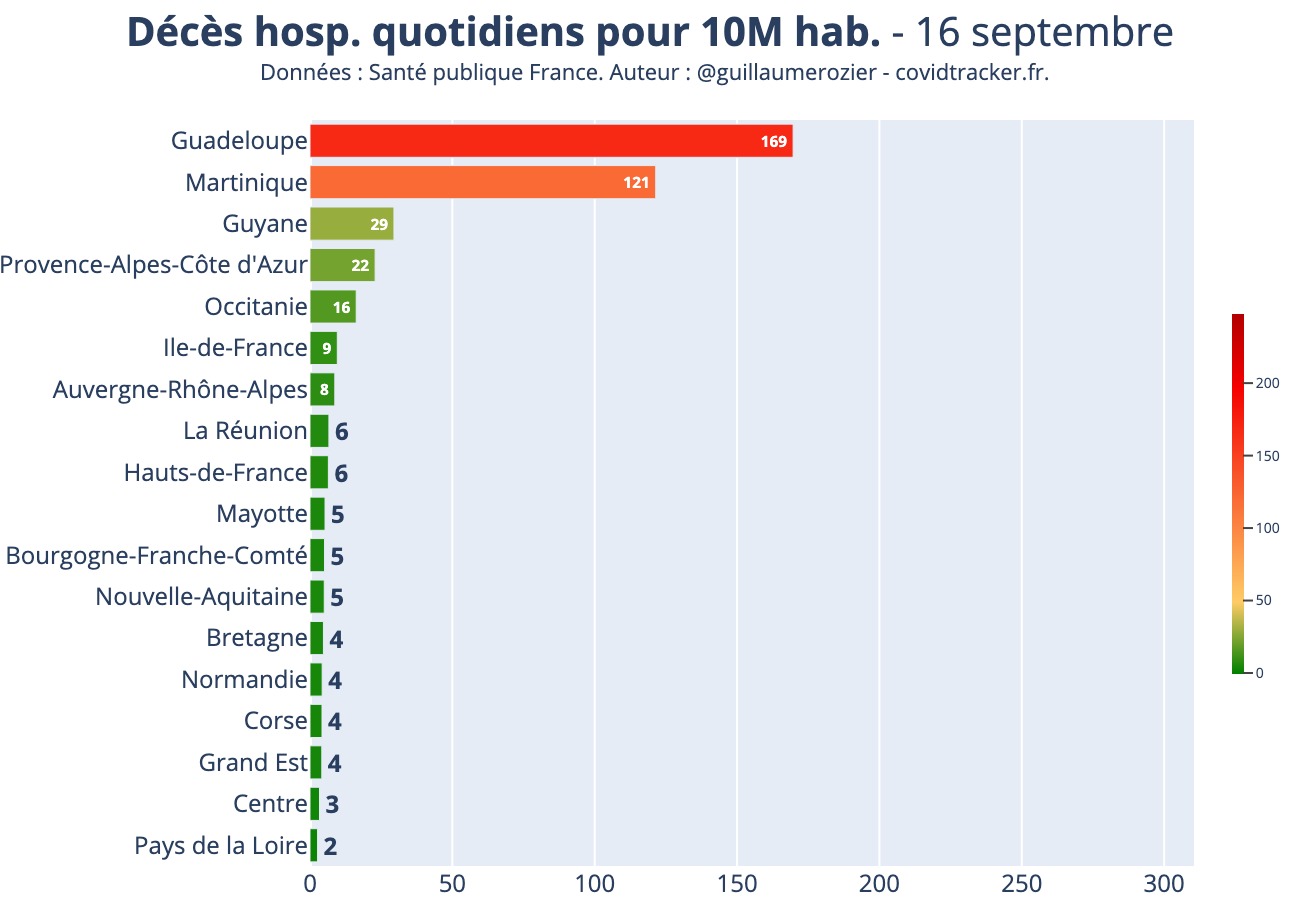 Décès hosp. quotidiens pour 10M hab. - 16 septembre
Données : Santé publique France. Auteur : @guillaumerozier - covidtracker.fr.
Guadeloupe 169
Martinique 121
Guyane 29
Provence-Alpes-Côte d'Azur 22
Occitanie 16
Ile-de-France 9
Auvergne-Rhône-Alpes 8
La Réunion 6
Hauts-de-France 6
Mayotte 5
Bourgogne-Franche-Comté 5
Nouvelle-Aquitaine 5
Bretagne 4
Normandie 4
Corse 4
Grand Est 4
Centre 3
Pays de la Loire 2
0 50 100 150 200 250 300
200
150
100
50
0